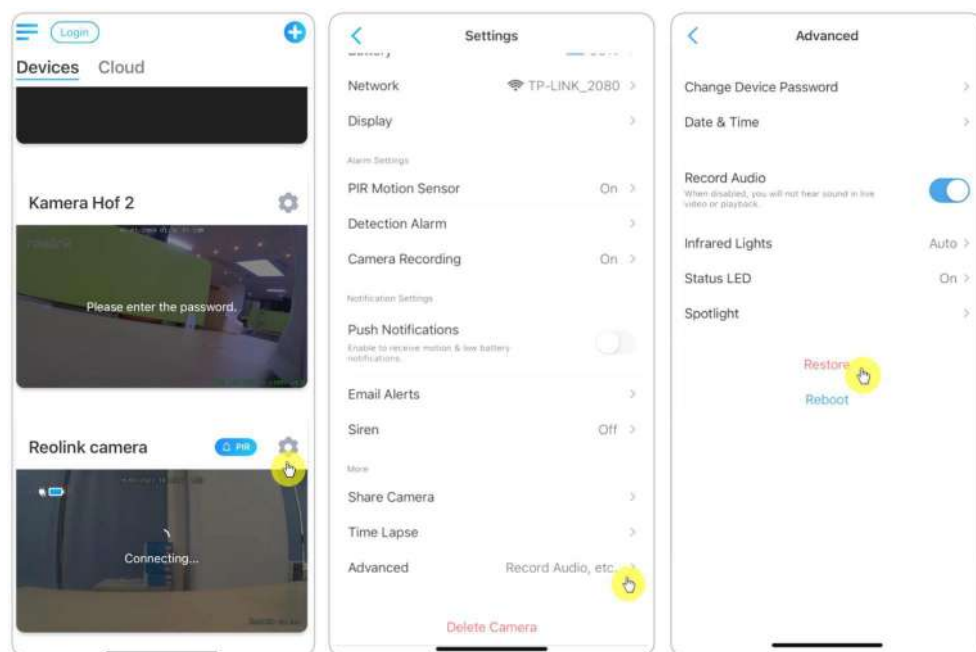 Login
Devices Cloud
Kamera Hof 2
reolink
Please enter the password.
Reolink camera
PIR
Connecting...
Settings
Battery
Network TP-LINK_2080
Display
Alarm Settings
PIR Motion Sensor On
Detection Alarm
Camera Recording On
Notification Settings
Push Notifications
Enable to receive motion & low battery
notifications.
Email Alerts
Siren Off
More
Share Camera
Time Lapse
Advanced Record Audio, etc.
Delete Camera
Advanced
Change Device Password
Date & Time
Record Audio
When disabled, you will not hear sound in live
video or playback.
Infrared Lights Auto
Status LED On
Spotlight
Restore
Reboot